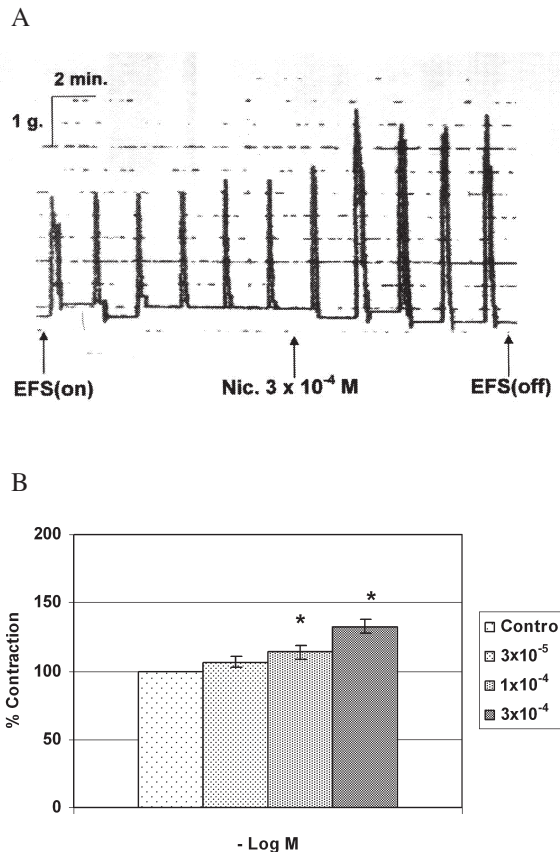 A
2 min.
1 g.
EFS(on)
Nic. 3 x 10⁻⁴ M
EFS(off)
B
200
150
100
50
0
% Contraction
*
*
- Log M
Contro
3x10⁻⁵
1x10⁻⁴
3x10⁻⁴